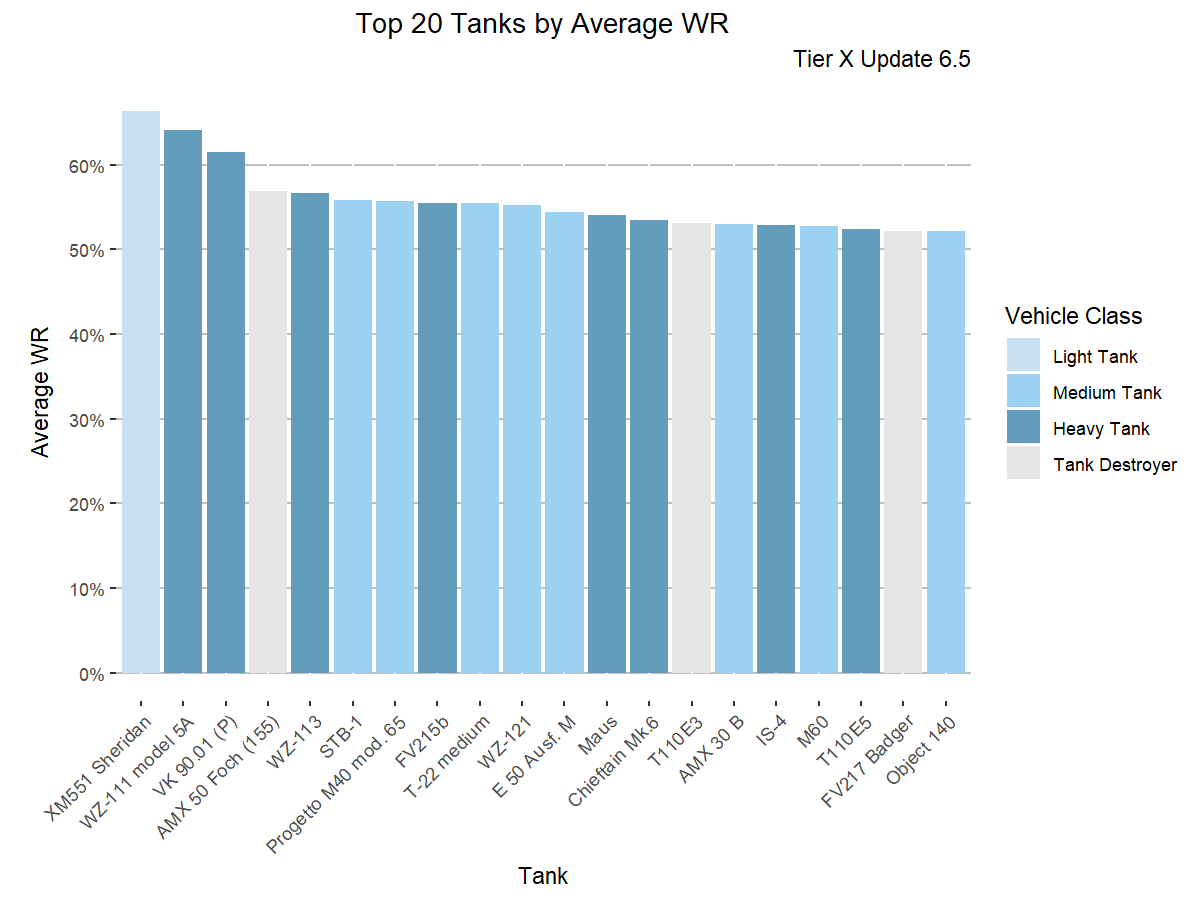 Top 20 Tanks by Average WR
Tier X Update 6.5
Average WR
60%
50%
40%
30%
20%
10%
0%
XM551 Sheridan
WZ-111 model 5A
VK 90.01 (P)
AMX 50 Foch (155)
WZ-113
STB-1
Progetto M40 mod. 65
FV215b
T-22 medium
WZ-121
E 50 Ausf. M
Maus
Chieftain Mk.6
T110E3
AMX 30 B
IS-4
M60
T110E5
FV217 Badger
Object 140
Tank
Vehicle Class
Light Tank
Medium Tank
Heavy Tank
Tank Destroyer